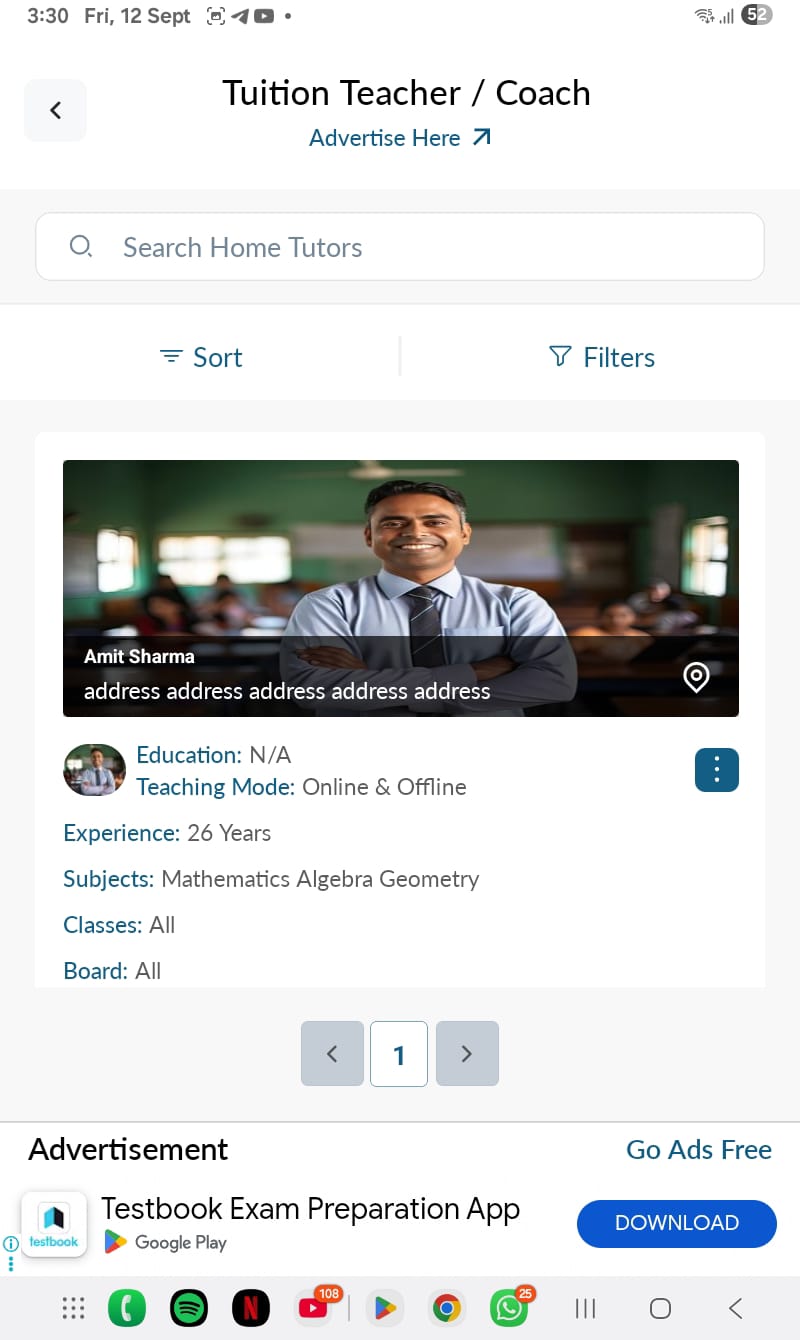 3:30 Fri, 12 Sept
52
Tuition Teacher / Coach
Advertise Here
Search Home Tutors
Sort
Filters
Amit Sharma
address address address address address
Education: N/A
Teaching Mode: Online & Offline
Experience: 26 Years
Subjects: Mathematics Algebra Geometry
Classes: All
Board: All
1
Advertisement
Go Ads Free
Testbook Exam Preparation App
testbook
Google Play
DOWNLOAD
108
25